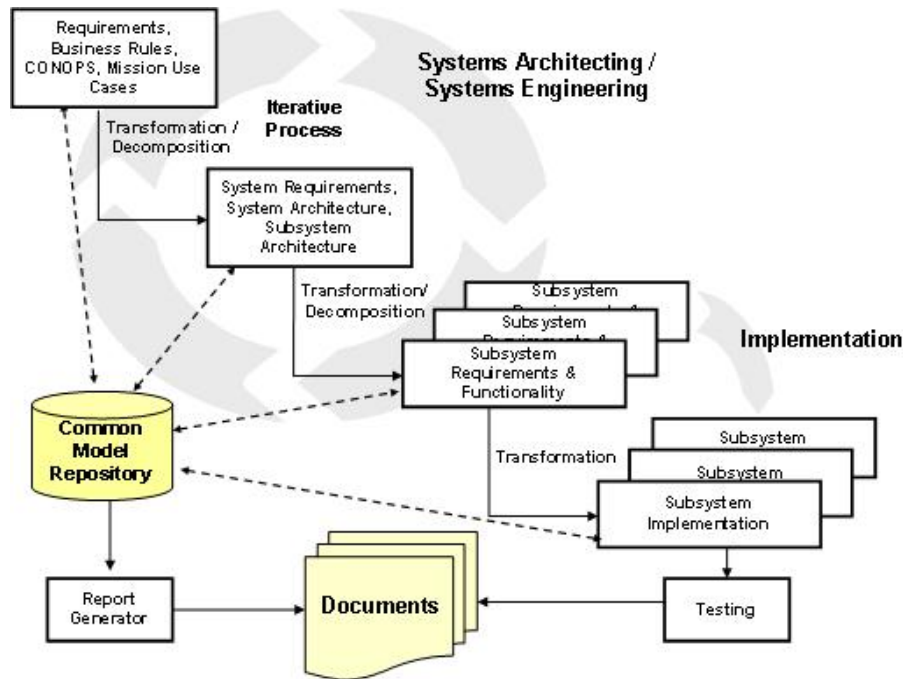 Requirements,
Business Rules,
CONOPS, Mission Use
Cases
Systems Architecting /
Systems Engineering
Iterative
Process
Transformation /
Decomposition
System Requirements,
System Architecture,
Subsystem
Architecture
Transformation/
Decomposition
Subsystem
Requirements &
Subsystem
Requirements &
Subsystem
Requirements &
Functionality
Implementation
Common
Model
Repository
Transformation
Subsystem
Subsystem
Subsystem
Implementation
Report
Generator
Documents
Testing